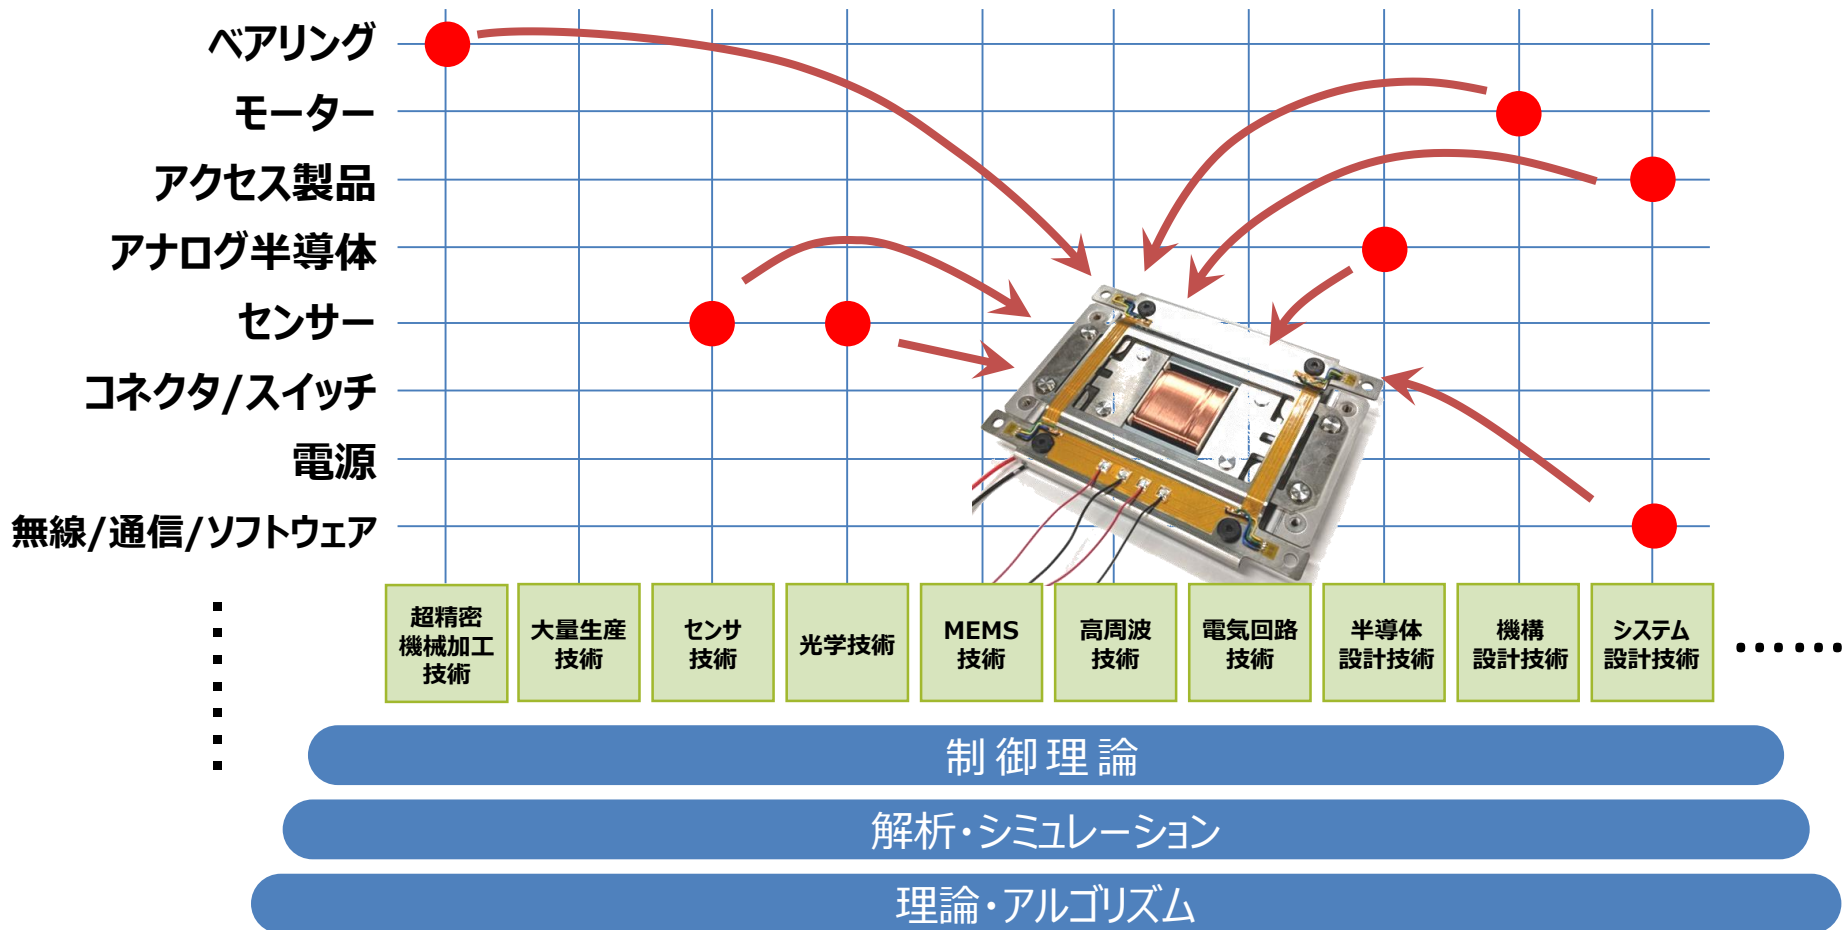 ベアリング
モーター
アクセス製品
アナログ半導体
センサー
コネクタ/スイッチ
電源
無線/通信/ソフトウェア
超精密
機械加工
技術
大量生産
技術
センサ
技術
光学技術
MEMS
技術
高周波
技術
電気回路
技術
半導体
設計技術
機構
設計技術
システム
設計技術
制御理論
解析・シミュレーション
理論・アルゴリズム